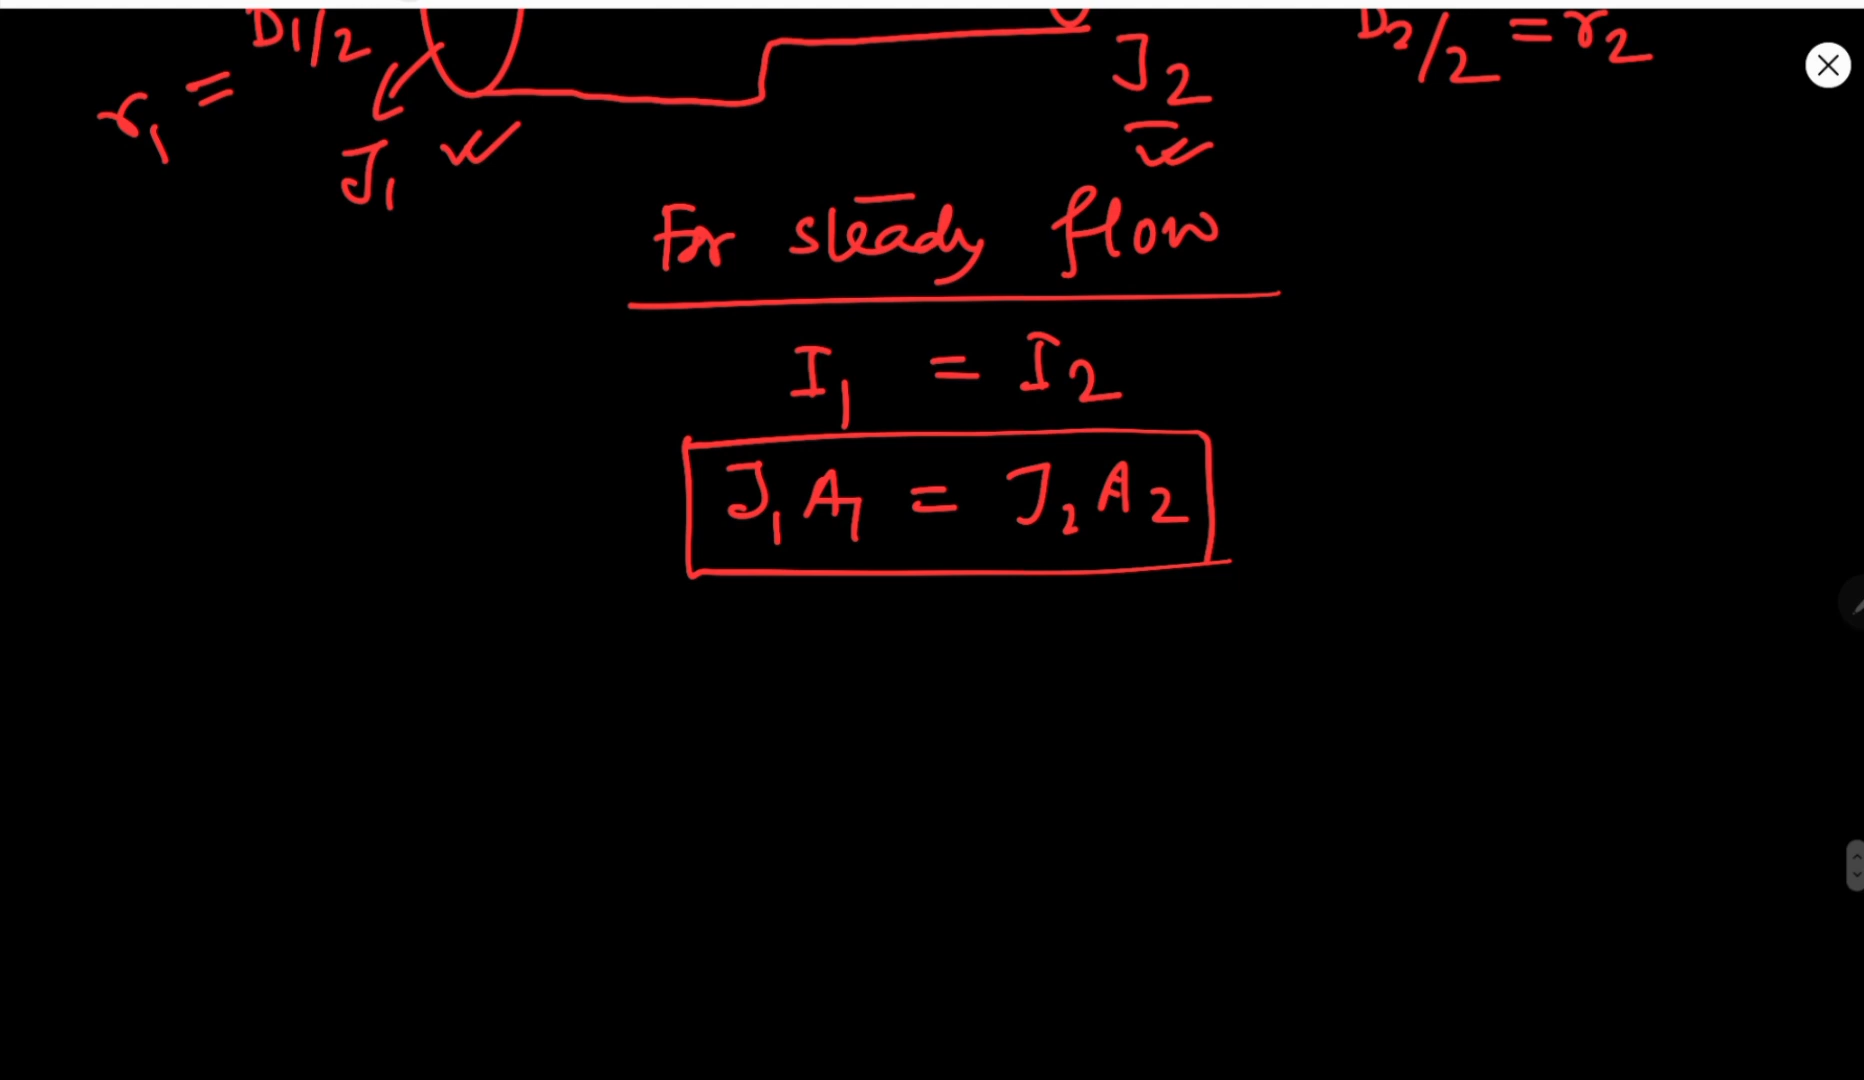 r₁ = D₁/2
J₁
J₂
D₂/2 = r₂
For steady flow
I₁ = I₂
J₁A₁ = J₂A₂